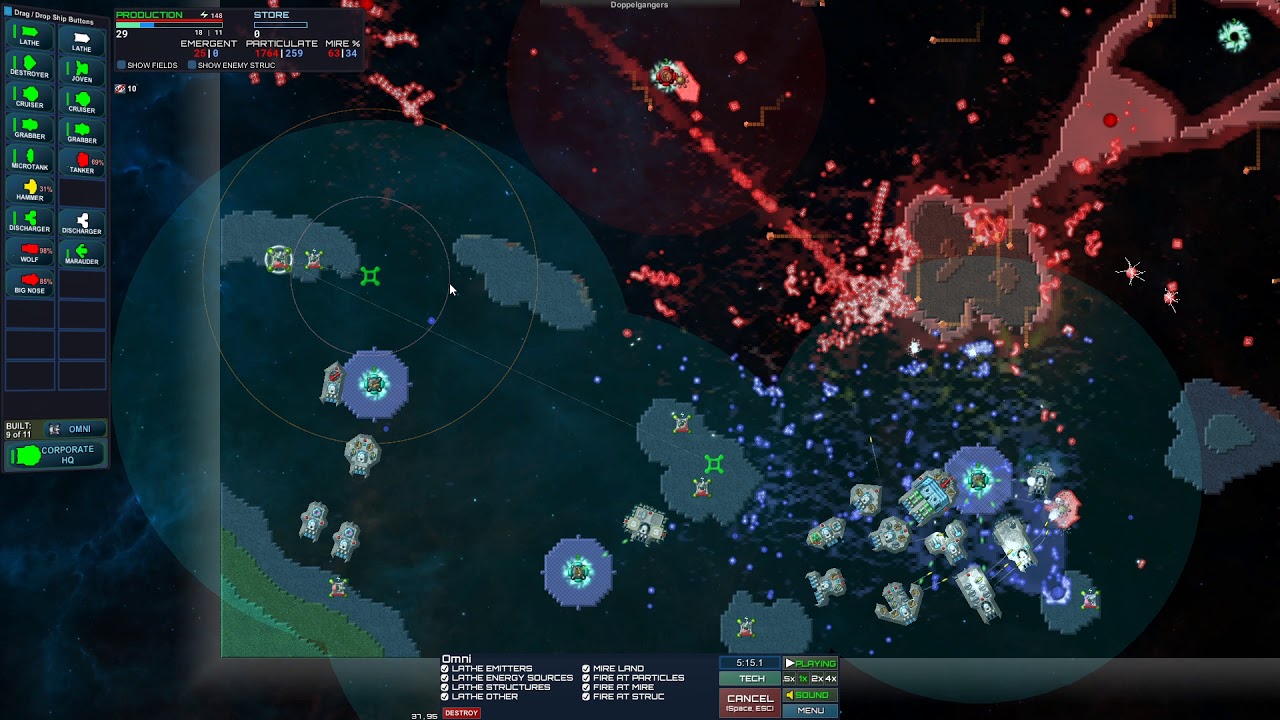 Doppelgangers
Drag / Drop Ship Buttons
LATHE
LATHE
DESTROYER
JOVEN
CRUISER
CRUISER
GRABBER
GRABBER
MICROTANK
69%
TANKER
31%
HAMMER
DISCHARGER
DISCHARGER
98%
WOLF
MARAUDER
85%
BIG NOSE
BUILT:
9 of 11
OMNI
CORPORATE
HQ
PRODUCTION 148
29 18 | 11
STORE
0
EMERGENT PARTICULATE MIRE %
25|0 1764|259 63|34
SHOW FIELDS SHOW ENEMY STRUC
10
Omni
LATHE EMITTERS MIRE LAND
LATHE ENERGY SOURCES FIRE AT PARTICLES
LATHE STRUCTURES FIRE AT MIRE
LATHE OTHER FIRE AT STRUC
37.95 DESTROY
5:15.1 PLAYING
TECH .5x 1x 2x 4x
CANCEL
(Space, ESC)
SOUND
MENU